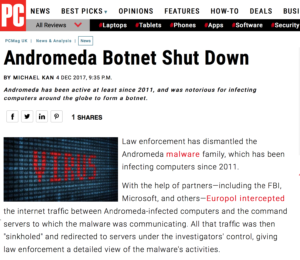 PC
NEWS BEST PICKS OPINIONS FEATURES HOW-TO DEALS BUSI
All Reviews #Laptops #Tablets #Phones #Apps #Software #Security
PCMag UK | News & Analysis | News
Andromeda Botnet Shut Down
BY MICHAEL KAN 4 DEC 2017, 9:35 P.M.
Andromeda has been active at least since 2011, and was notorious for infecting
computers around the globe to form a botnet.
1 SHARES
VIRUS
Law enforcement has dismantled the
Andromeda malware family, which has been
infecting computers since 2011.
With the help of partners—including the FBI,
Microsoft, and others—Europol intercepted
the internet traffic between Andromeda-infected computers and the command
servers to which the malware was communicating. All that traffic was then
"sinkholed" and redirected to servers under the investigators' control, giving
law enforcement a detailed view of the malware's activities.